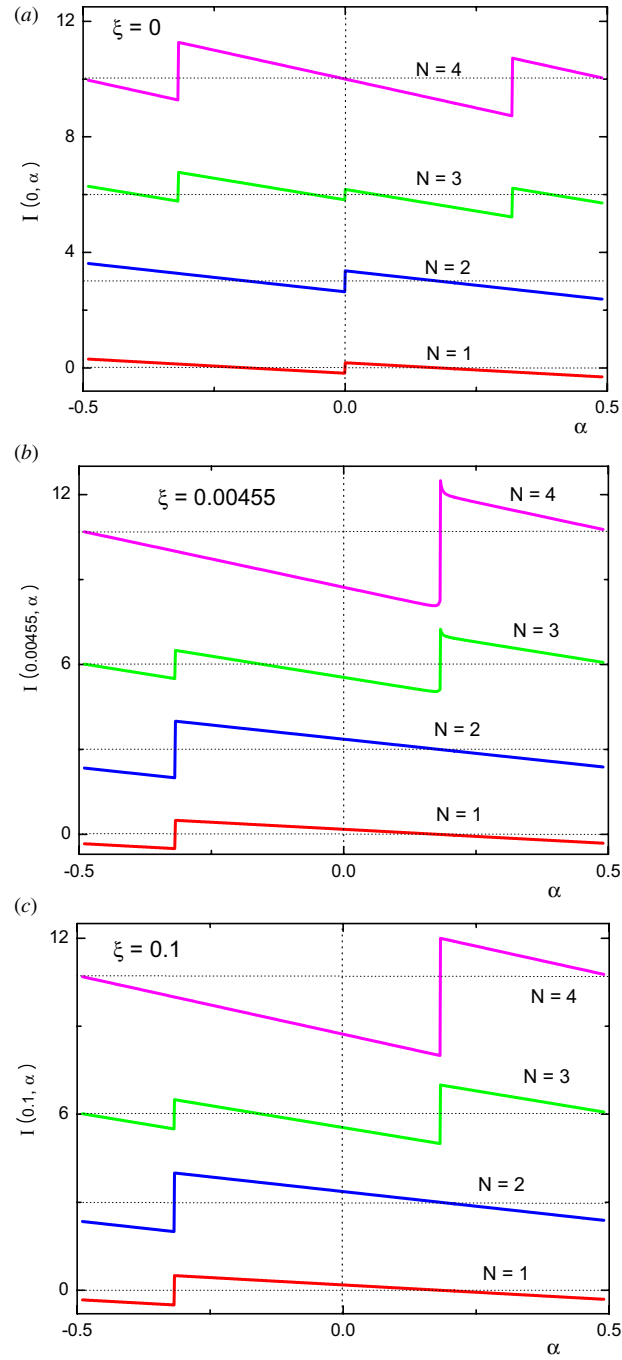 (a)
ξ = 0
12
8
4
0
I (0, α)
N = 4
N = 3
N = 2
N = 1
-0.5
0.0
0.5
α
(b)
ξ = 0.00455
12
6
0
I (0.00455, α)
N = 4
N = 3
N = 2
N = 1
-0.5
0.0
0.5
α
(c)
ξ = 0.1
12
6
0
I (0.1, α)
N = 4
N = 3
N = 2
N = 1
-0.5
0.0
0.5
α